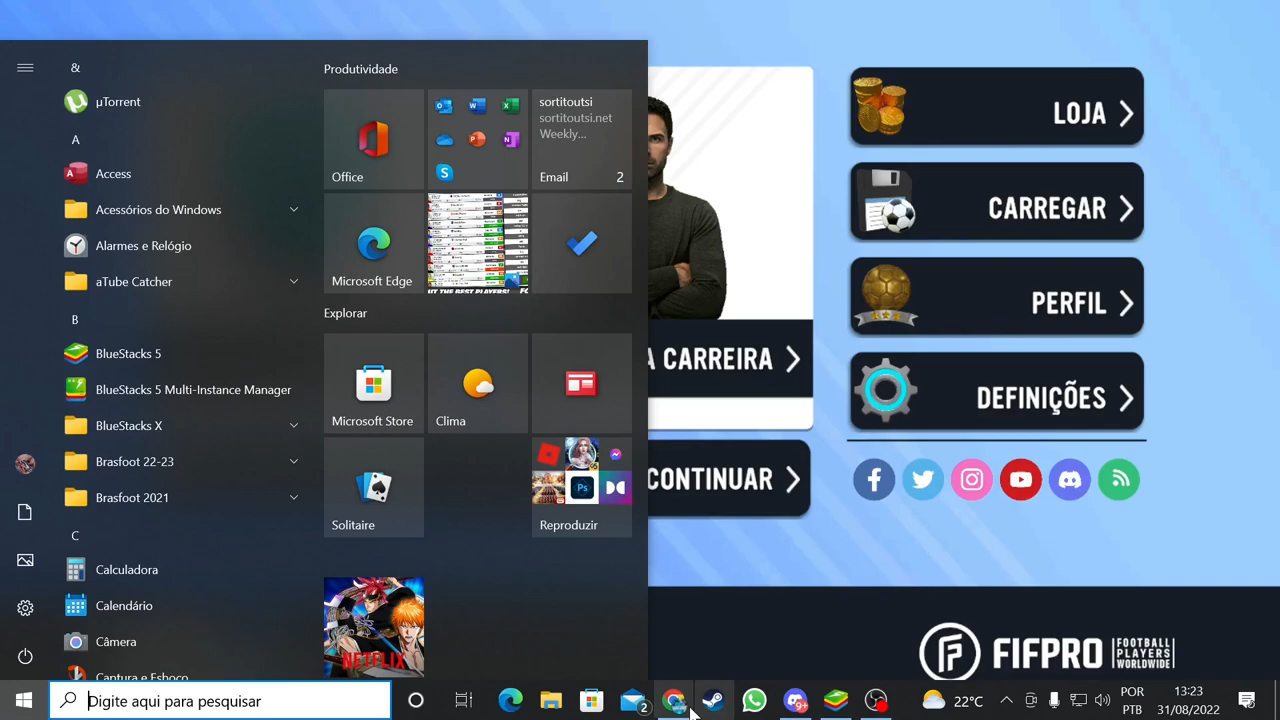 &
µTorrent
A
Access
Acessórios do Windows
Alarmes e Relógio
aTube Catcher
B
BlueStacks 5
BlueStacks 5 Multi-Instance Manager
BlueStacks X
Brasfoot 22-23
Brasfoot 2021
C
Calculadora
Calendário
Câmera
Captura e Esboço
Produtividade
Office
sortitoutsi
sortitoutsi.net
Weekly...
Email 2
Microsoft Edge
Explorar
Microsoft Store
Clima
Solitaire
Reproduzir
NETFLIX
LOJA
CARREGAR
PERFIL
DEFINIÇÕES
A CARREIRA
CONTINUAR
FIFPRO
FOOTBALL
PLAYERS
WORLDWIDE
Digite aqui para pesquisar
2
9+
22°C
POR
PTB
13:23
31/08/2022